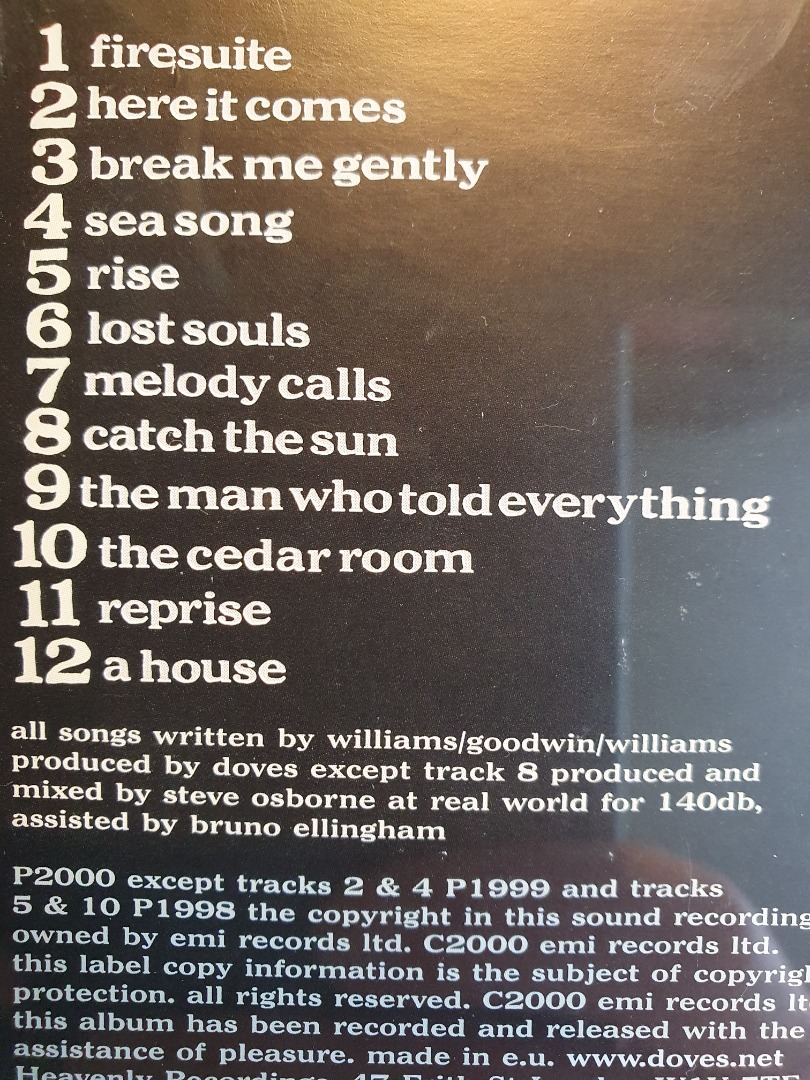 1 firesuite
2 here it comes
3 break me gently
4 sea song
5 rise
6 lost souls
7 melody calls
8 catch the sun
9 the man who told everything
10 the cedar room
11 reprise
12 a house
all songs written by williams/goodwin/williams
produced by doves except track 8 produced and
mixed by steve osborne at real world for 140db,
assisted by bruno ellingham
P2000 except tracks 2 & 4 P1999 and tracks
5 & 10 P1998 the copyright in this sound recording
owned by emi records ltd. C2000 emi records ltd.
this label copy information is the subject of
protection. all rights reserved. C2000 emi records
this album has been recorded and released with the
assistance of pleasure. made in e.u. www.doves.net
Heavenly Recordings, 47